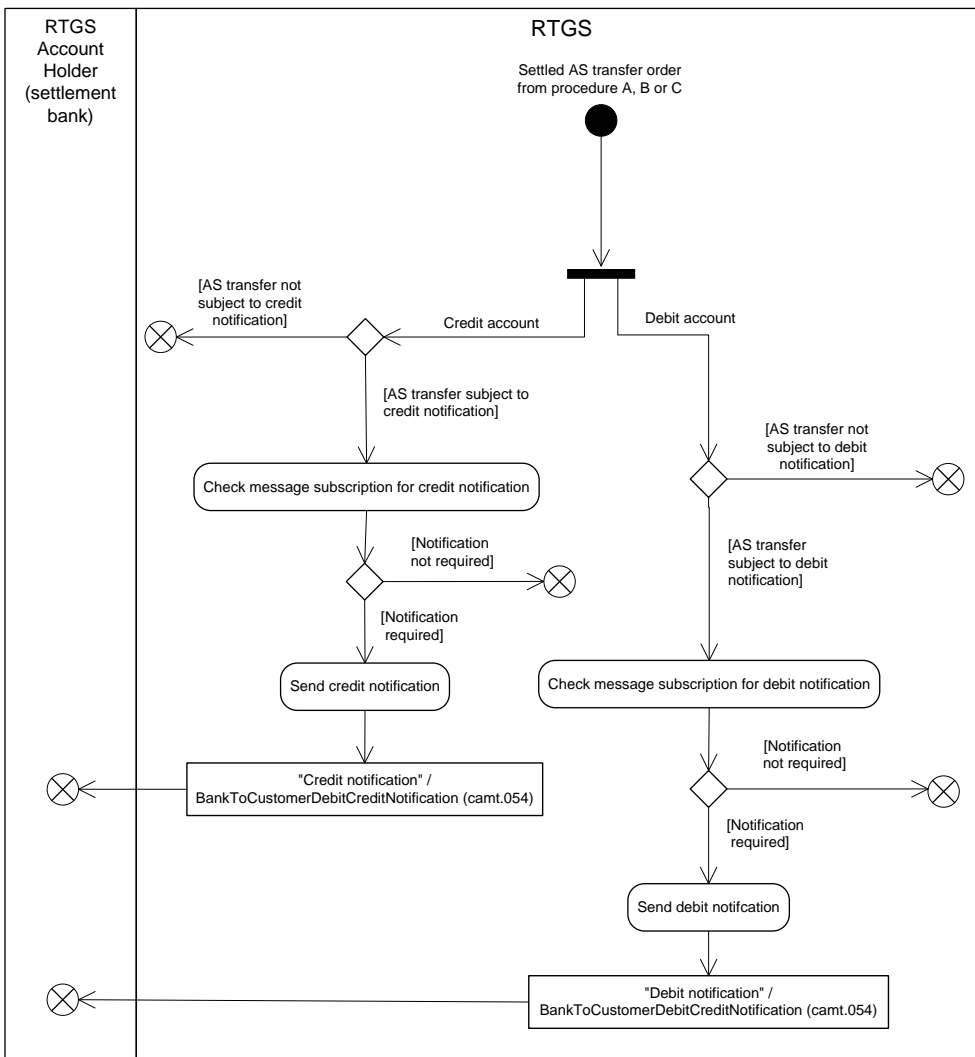 RTGS
Account
Holder
(settlement
bank)
RTGS
Settled AS transfer order
from procedure A, B or C
[AS transfer not
subject to credit
notification]
Credit account
Debit account
[AS transfer subject to
credit notification]
[AS transfer not
subject to debit
notification]
Check message subscription for credit notification
[Notification
not required]
[AS transfer
subject to debit
notification]
[Notification
required]
Send credit notification
Check message subscription for debit notification
"Credit notification" /
BankToCustomerDebitCreditNotification (camt.054)
[Notification
not required]
[Notification
required]
Send debit notifcation
"Debit notification" /
BankToCustomerDebitCreditNotification (camt.054)